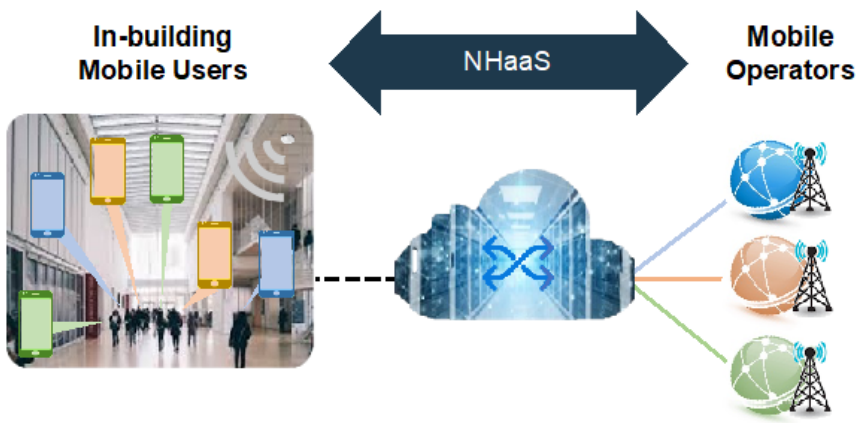 In-building
Mobile Users
NHaaS
Mobile
Operators